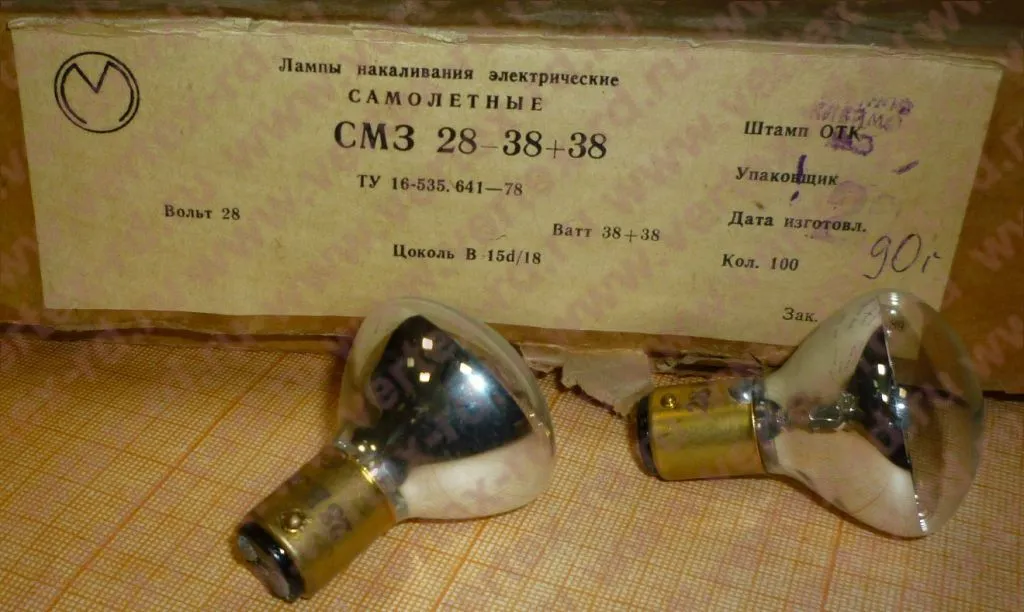 Лампы накаливания электрические
САМОЛЕТНЫЕ
СМЗ 28-38+38
ТУ 16-535.641—78
Вольт 28
Ватт 38+38
Цоколь В 15d/18
Штамп ОТК
Упаковщик
Дата изготовл.
90г
Кол. 100
Зак.